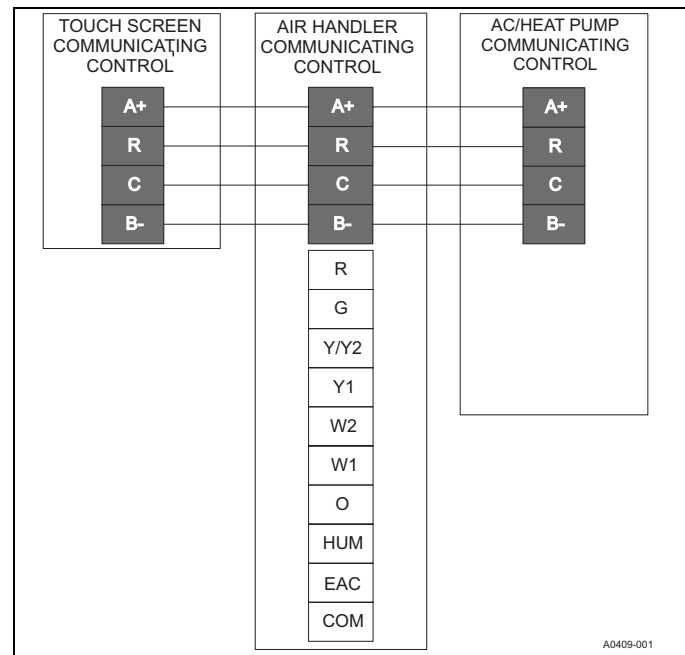 TOUCH SCREEN
COMMUNICATING
CONTROL
A+
R
C
B-
AIR HANDLER
COMMUNICATING
CONTROL
A+
R
C
B-
R
G
Y/Y2
Y1
W2
W1
O
HUM
EAC
COM
AC/HEAT PUMP
COMMUNICATING
CONTROL
A+
R
C
B-
A0409-001